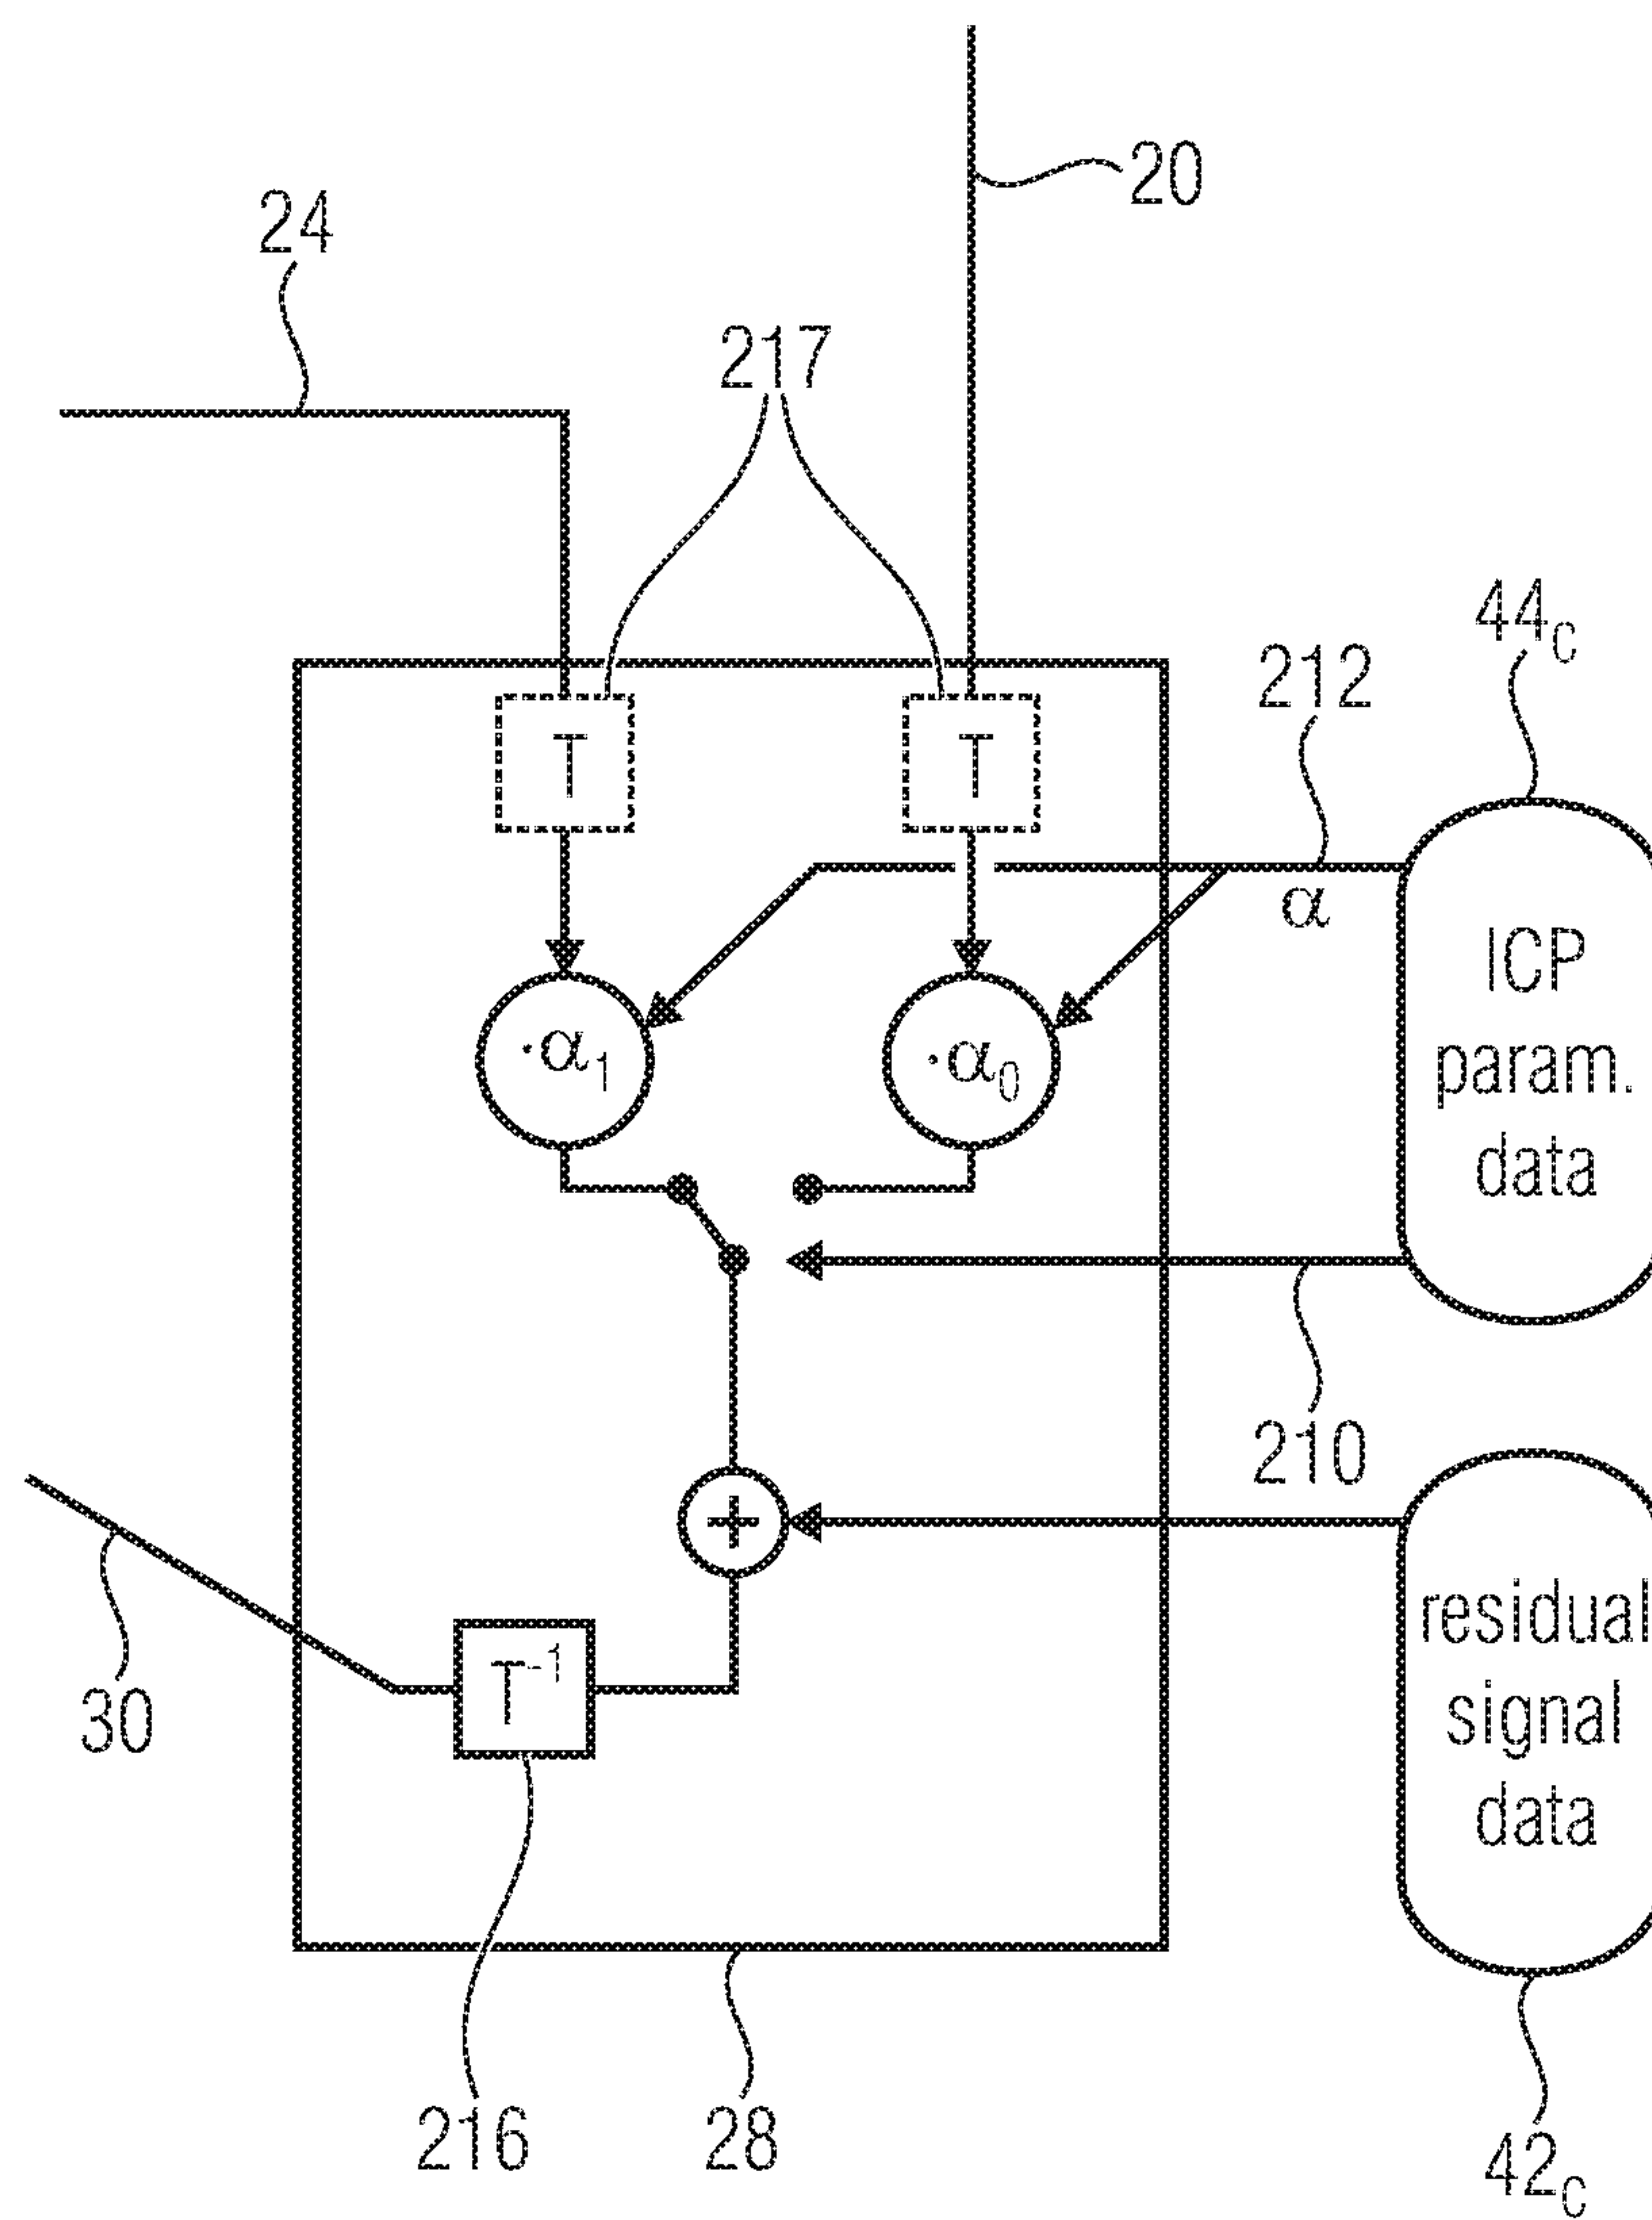 20
24
217
44c
212
T
T
α
ICP
param.
data
·α1
·α0
210
+
residual
signal
data
T-1
30
216
28
42c